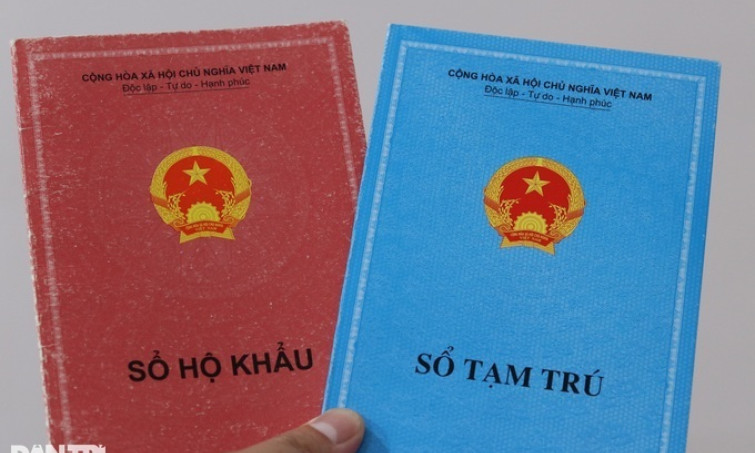 CỘNG HÒA XÃ HỘI CHỦ NGHĨA VIỆT NAM
Độc lập - Tự do - Hạnh phúc
SỔ HỘ KHẨU
CỘNG HÒA XÃ HỘI CHỦ NGHĨA VIỆT NAM
Độc lập - Tự do - Hạnh phúc
SỔ TẠM TRÚ